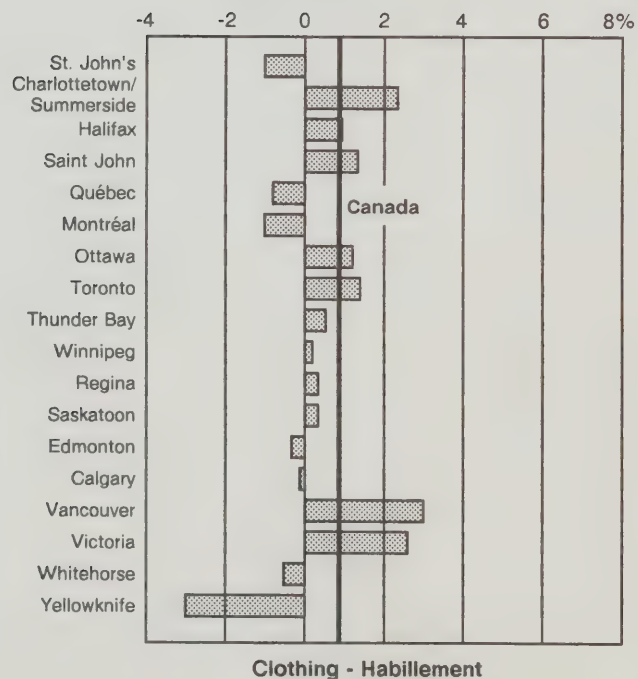 -4 -2 0 2 4 6 8%
St. John's
Charlottetown/
Summerside
Halifax
Saint John
Québec
Canada
Montréal
Ottawa
Toronto
Thunder Bay
Winnipeg
Regina
Saskatoon
Edmonton
Calgary
Vancouver
Victoria
Whitehorse
Yellowknife
Clothing - Habillement